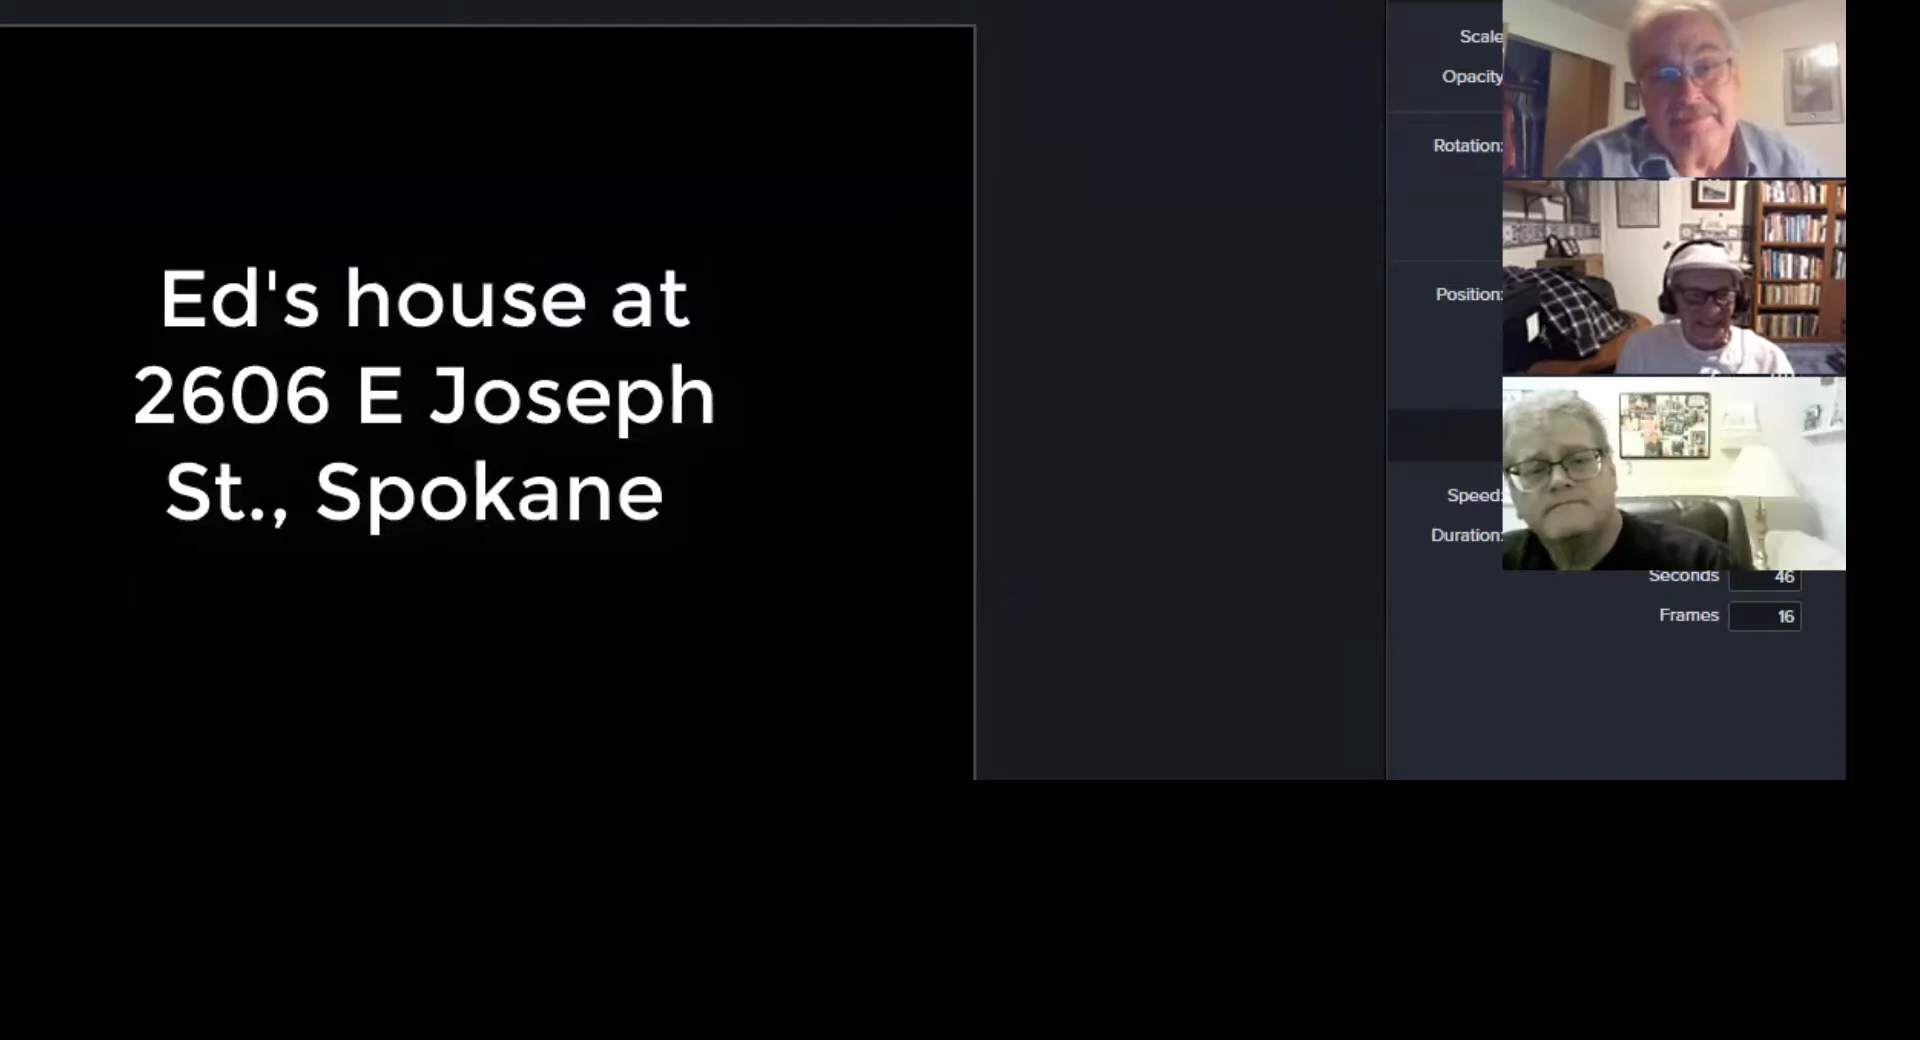 Ed's house at
2606 E Joseph
St., Spokane
Scale
Opacity
Rotation:
Position:
Speed:
Duration:
Seconds 46
Frames 16